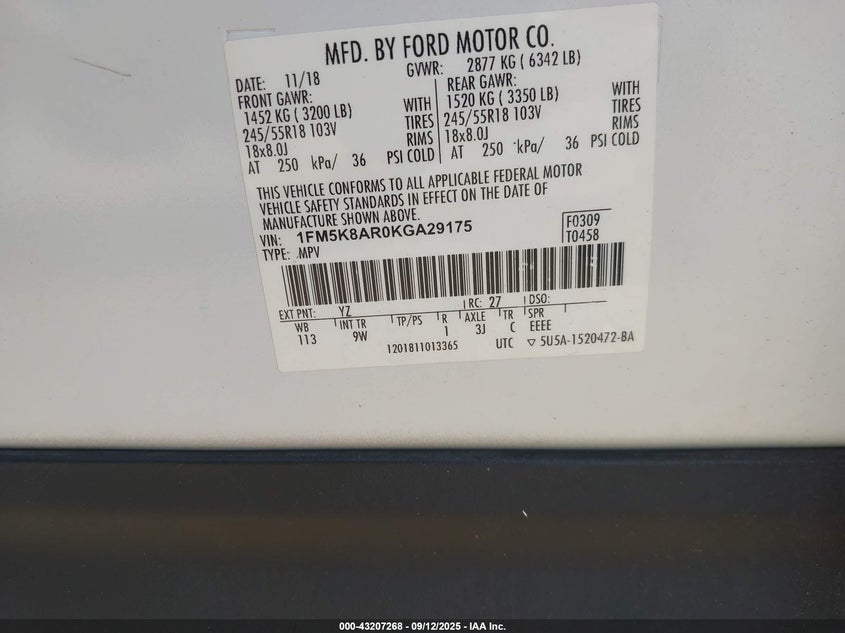 MFD. BY FORD MOTOR CO.
DATE: 11/18 GVWR: 2877 KG ( 6342 LB)
FRONT GAWR: REAR GAWR:
1452 KG ( 3200 LB) WITH 1520 KG ( 3350 LB) WITH
245/55R18 103V TIRES 245/55R18 103V TIRES
18x8.0J RIMS 18x8.0J RIMS
AT 250 kPa/ 36 PSI COLD AT 250 kPa/ 36 PSI COLD
THIS VEHICLE CONFORMS TO ALL APPLICABLE FEDERAL MOTOR
VEHICLE SAFETY STANDARDS IN EFFECT ON THE DATE OF
MANUFACTURE SHOWN ABOVE.
VIN: 1FM5K8AR0KGA29175 F0309
TYPE: MPV T0458
EXT PNT: YZ RC: 27 DSO:
WB INT TR TP/PS R AXLE TR SPR
113 9W 1 3J C EEEE
1201811013365 UTC ▽ 5U5A-1520472-BA
000-43207268 - 09/12/2025 - IAA Inc.